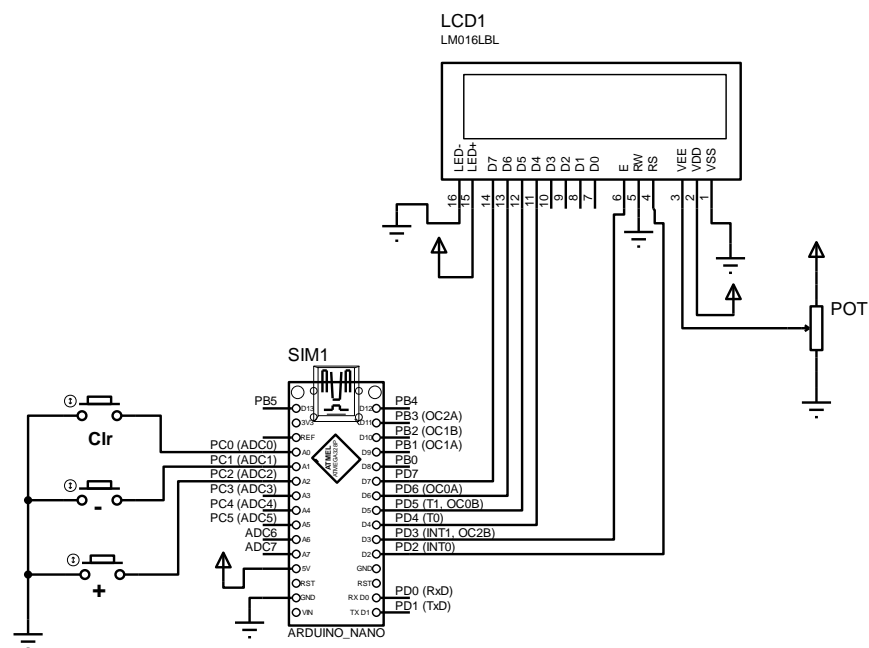 LCD1
LM016LBL
LED-
LED+
D7
D6
D5
D4
D3
D2
D1
D0
E
RW
RS
VEE
VDD
VSS
16
15
14
13
12
11
10
9
8
7
6
5
4
3
2
1
POT
SIM1
Clr
-
+
PB5
PC0 (ADC0)
PC1 (ADC1)
PC2 (ADC2)
PC3 (ADC3)
PC4 (ADC4)
PC5 (ADC5)
ADC6
ADC7
D13
3V3
REF
A0
A1
A2
A3
A4
A5
A6
A7
5V
RST
GND
VIN
ATMEL
ATMEGA328P
D12
D11
D10
D9
D8
D7
D6
D5
D4
D3
D2
GND
RST
RX D0
TX D1
PB4
PB3 (OC2A)
PB2 (OC1B)
PB1 (OC1A)
PB0
PD7
PD6 (OC0A)
PD5 (T1, OC0B)
PD4 (T0)
PD3 (INT1, OC2B)
PD2 (INT0)
PD0 (RxD)
PD1 (TxD)
ARDUINO_NANO